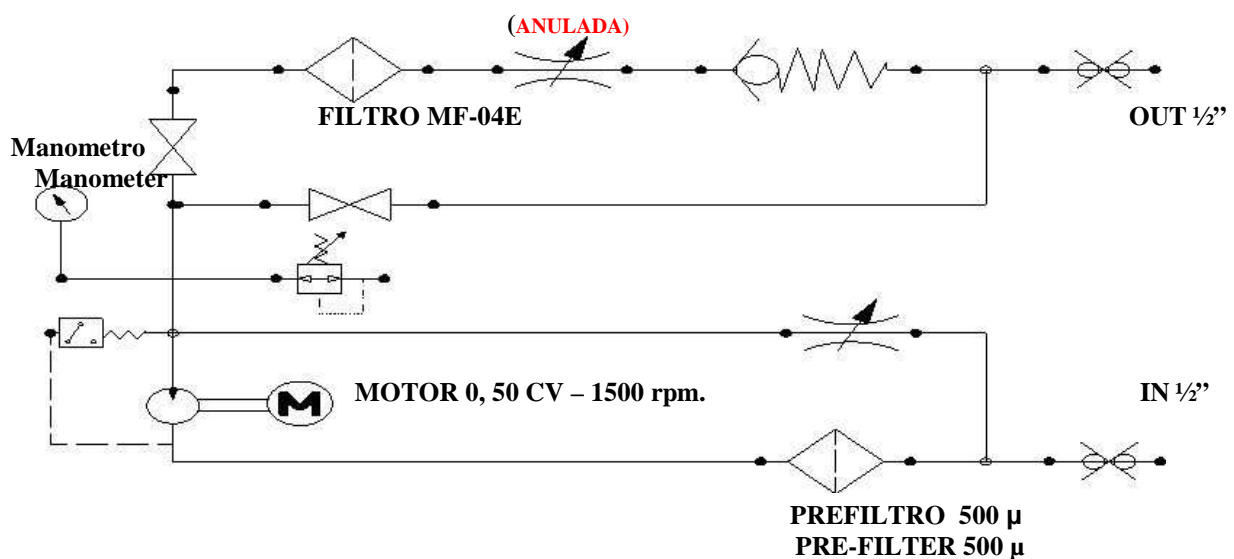 (ANULADA)
FILTRO MF-04E
OUT ½”
Manometro
Manometer
MOTOR 0, 50 CV – 1500 rpm.
IN ½”
M
PREFILTRO 500 µ
PRE-FILTER 500 µ